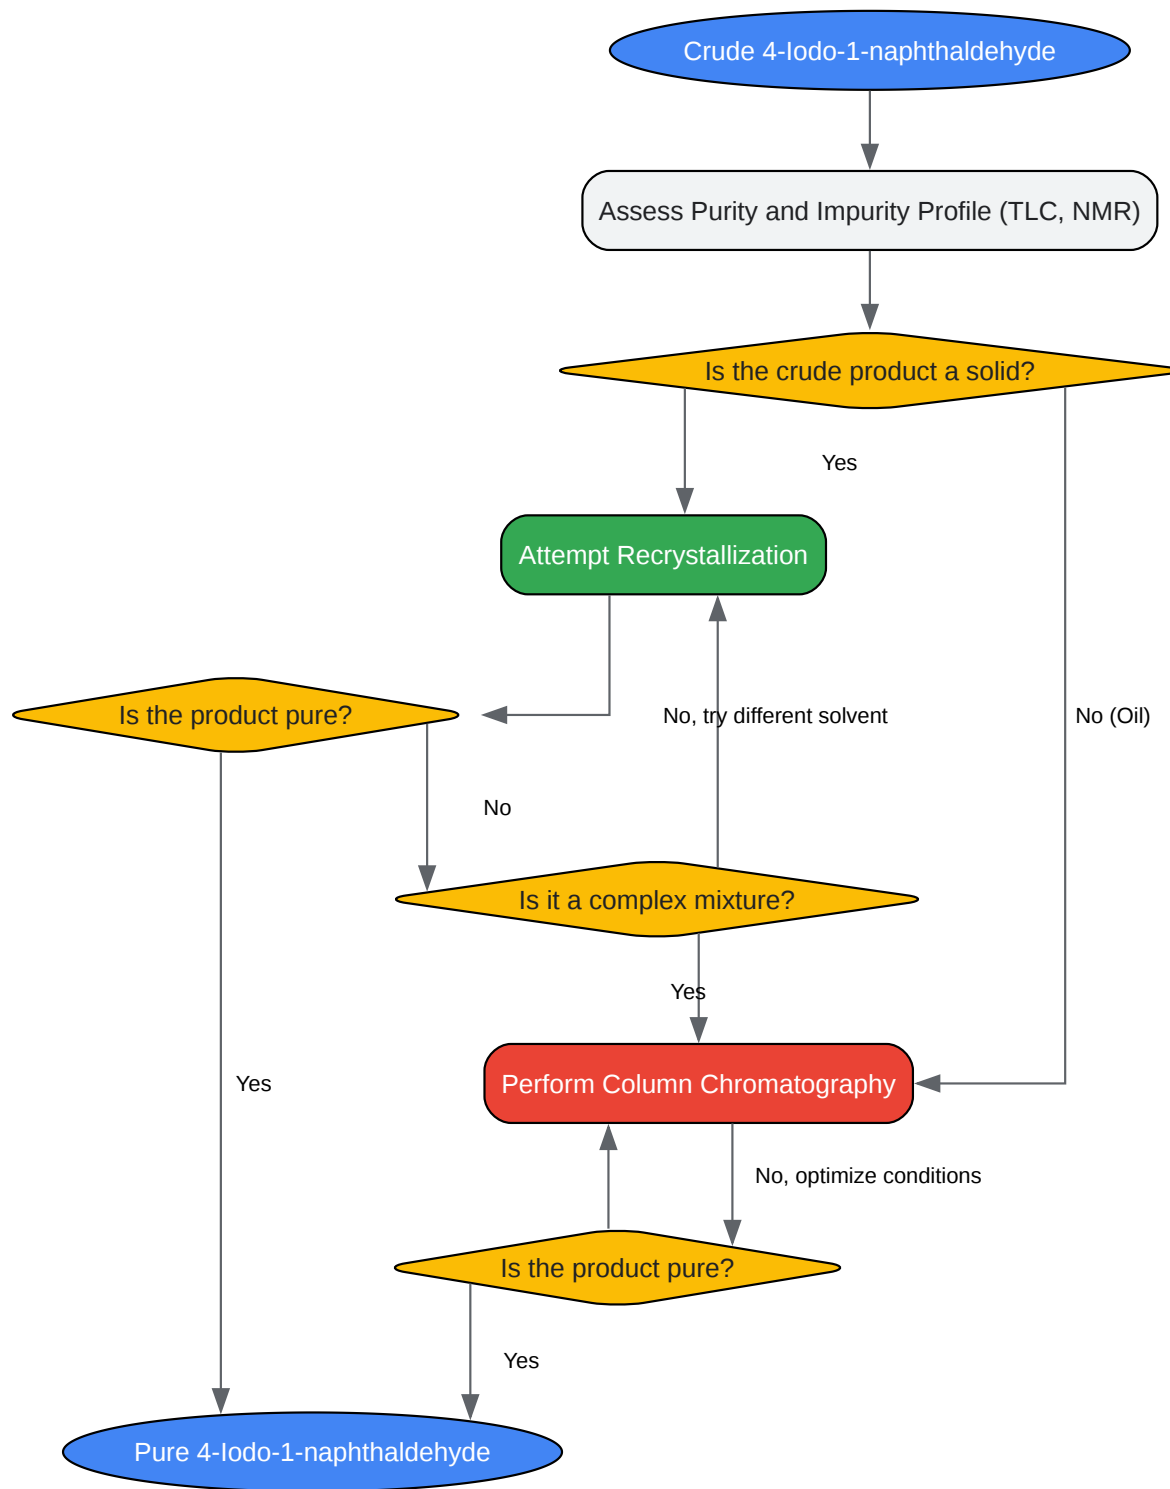 Crude 4-Iodo-1-naphthaldehyde
Assess Purity and Impurity Profile (TLC, NMR)
Is the crude product a solid?
Yes
Attempt Recrystallization
Is the product pure?
No, try different solvent
No (Oil)
No
Is it a complex mixture?
Yes
Yes
Perform Column Chromatography
No, optimize conditions
Is the product pure?
Yes
Pure 4-Iodo-1-naphthaldehyde